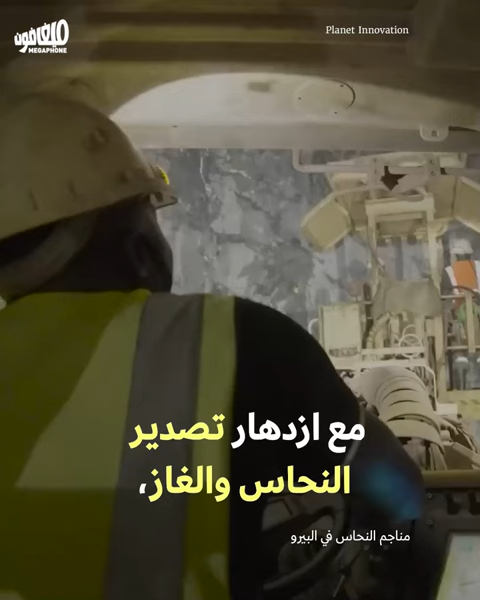 ميغافون
MEGAPHONE
Planet Innovation
مع ازدهار تصدير
النحاس والغاز،
مناجم النحاس في البيرو